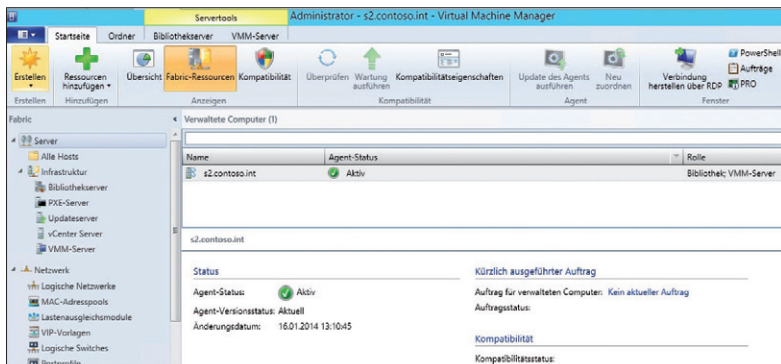 Servertools
Administrator - s2.contoso.int - Virtual Machine Manager
Startseite Ordner Bibliothekserver VMM-Server
Erstellen
Ressourcen hinzufügen
Übersicht Fabric-Ressourcen Kompatibilität
Überprüfen Wartung ausführen Kompatibilitätseigenschaften
Update des Agents ausführen Neu zuordnen
Verbindung herstellen über RDP
PowerShell
Aufträge
PRO
Erstellen Hinzufügen Anzeigen Kompatibilität Agent Fenster
Fabric
Server
Alle Hosts
Infrastruktur
Bibliothekserver
PXE-Server
Updateserver
vCenter Server
VMM-Server
Netzwerk
Logische Netzwerke
MAC-Adresspools
Lastenausgleichsmodule
VIP-Vorlagen
Logische Switches
Portprofile
Verwaltete Computer (1)
Name Agent-Status Rolle
s2.contoso.int Aktiv Bibliothek; VMM-Server
s2.contoso.int
Status
Agent-Status: Aktiv
Agent-Versionsstatus: Aktuell
Änderungsdatum: 16.01.2014 13:10:45
Kürzlich ausgeführter Auftrag
Auftrag für verwalteten Computer: Kein aktueller Auftrag
Auftragsstatus:
Kompatibilität
Kompatibilitätsstatus: